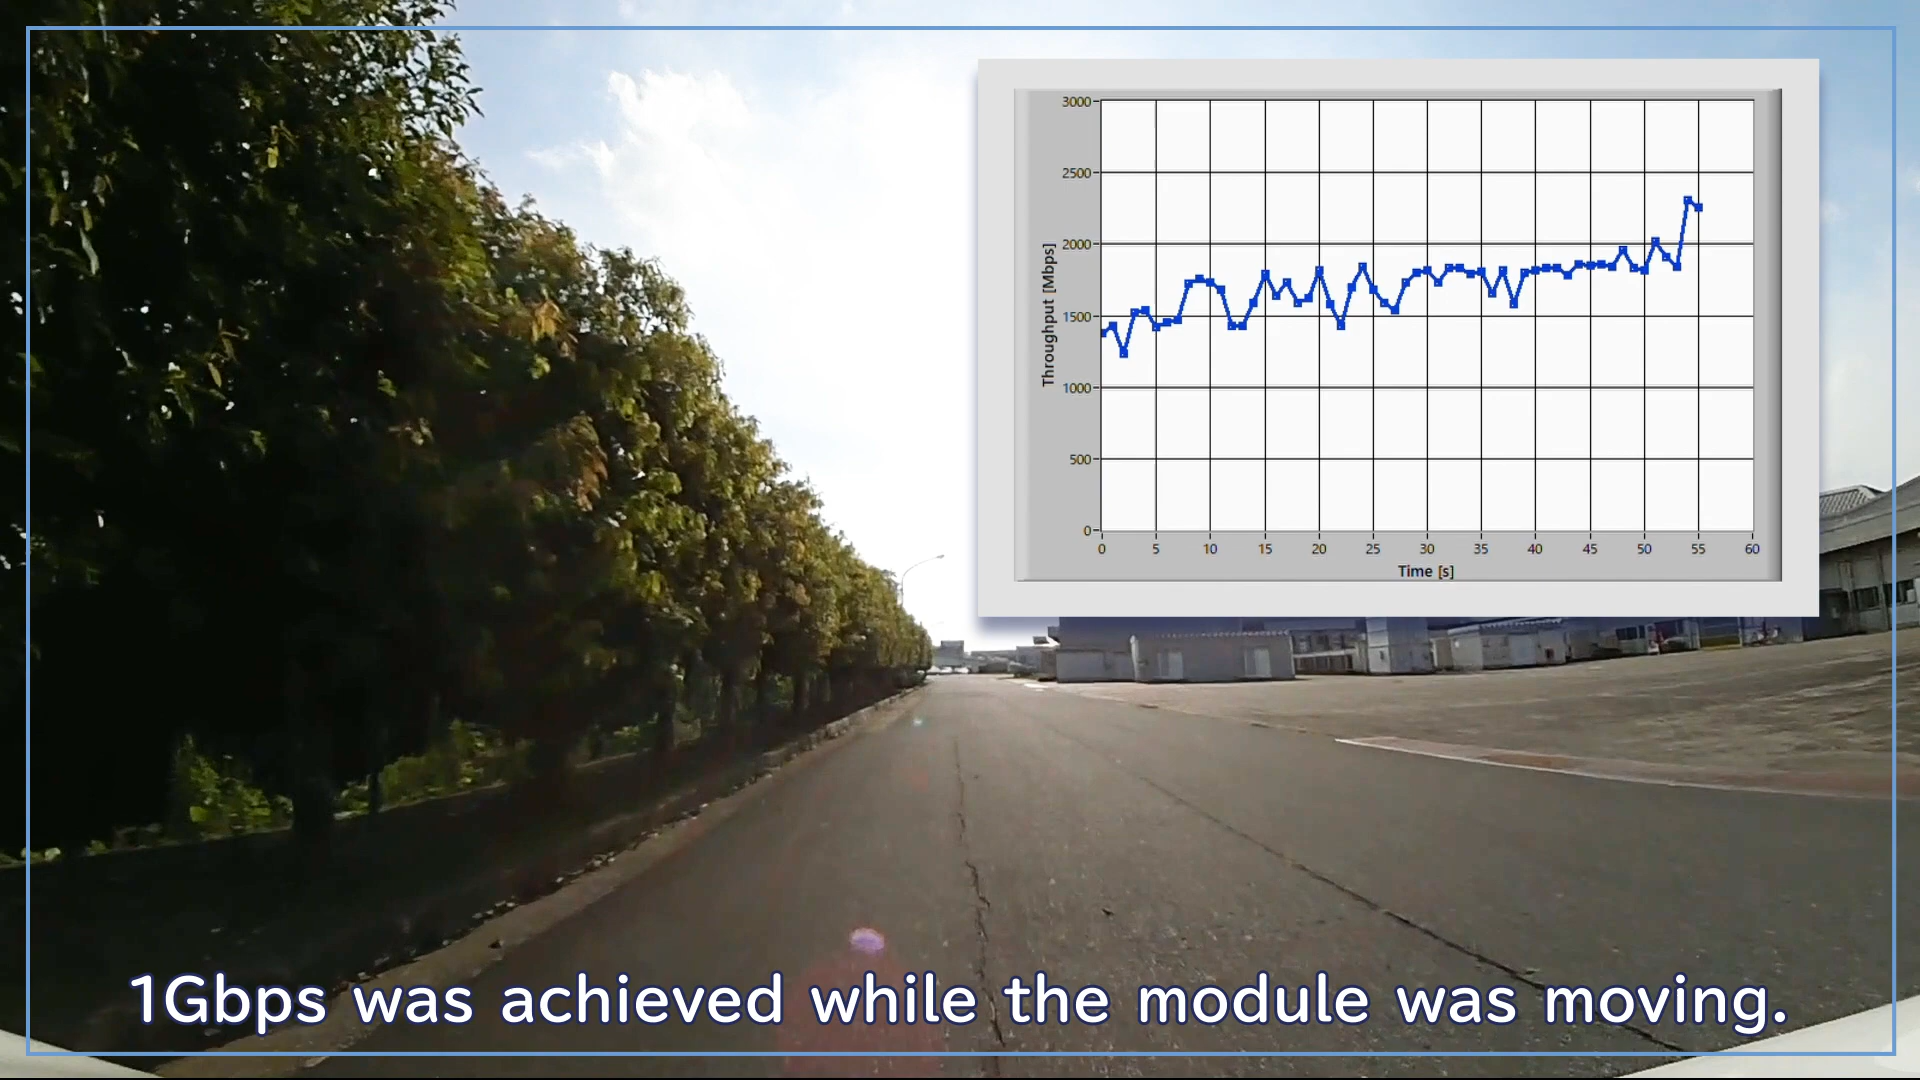 3000
2500
2000
1500
1000
500
0
Throughput [Mbps]
0 5 10 15 20 25 30 35 40 45 50 55 60
Time [s]
1Gbps was achieved while the module was moving.